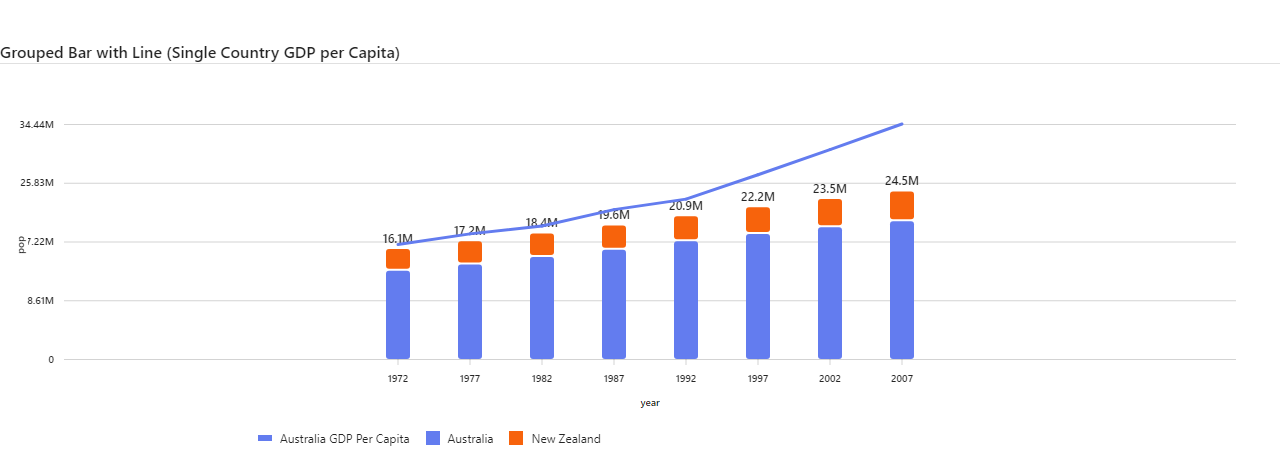 Grouped Bar with Line (Single Country GDP per Capita)
34.44M
25.83M
7.22M
8.61M
0
pop
16.1M
17.2M
18.4M
19.6M
20.9M
22.2M
23.5M
24.5M
1972
1977
1982
1987
1992
1997
2002
2007
year
Australia GDP Per Capita
Australia
New Zealand